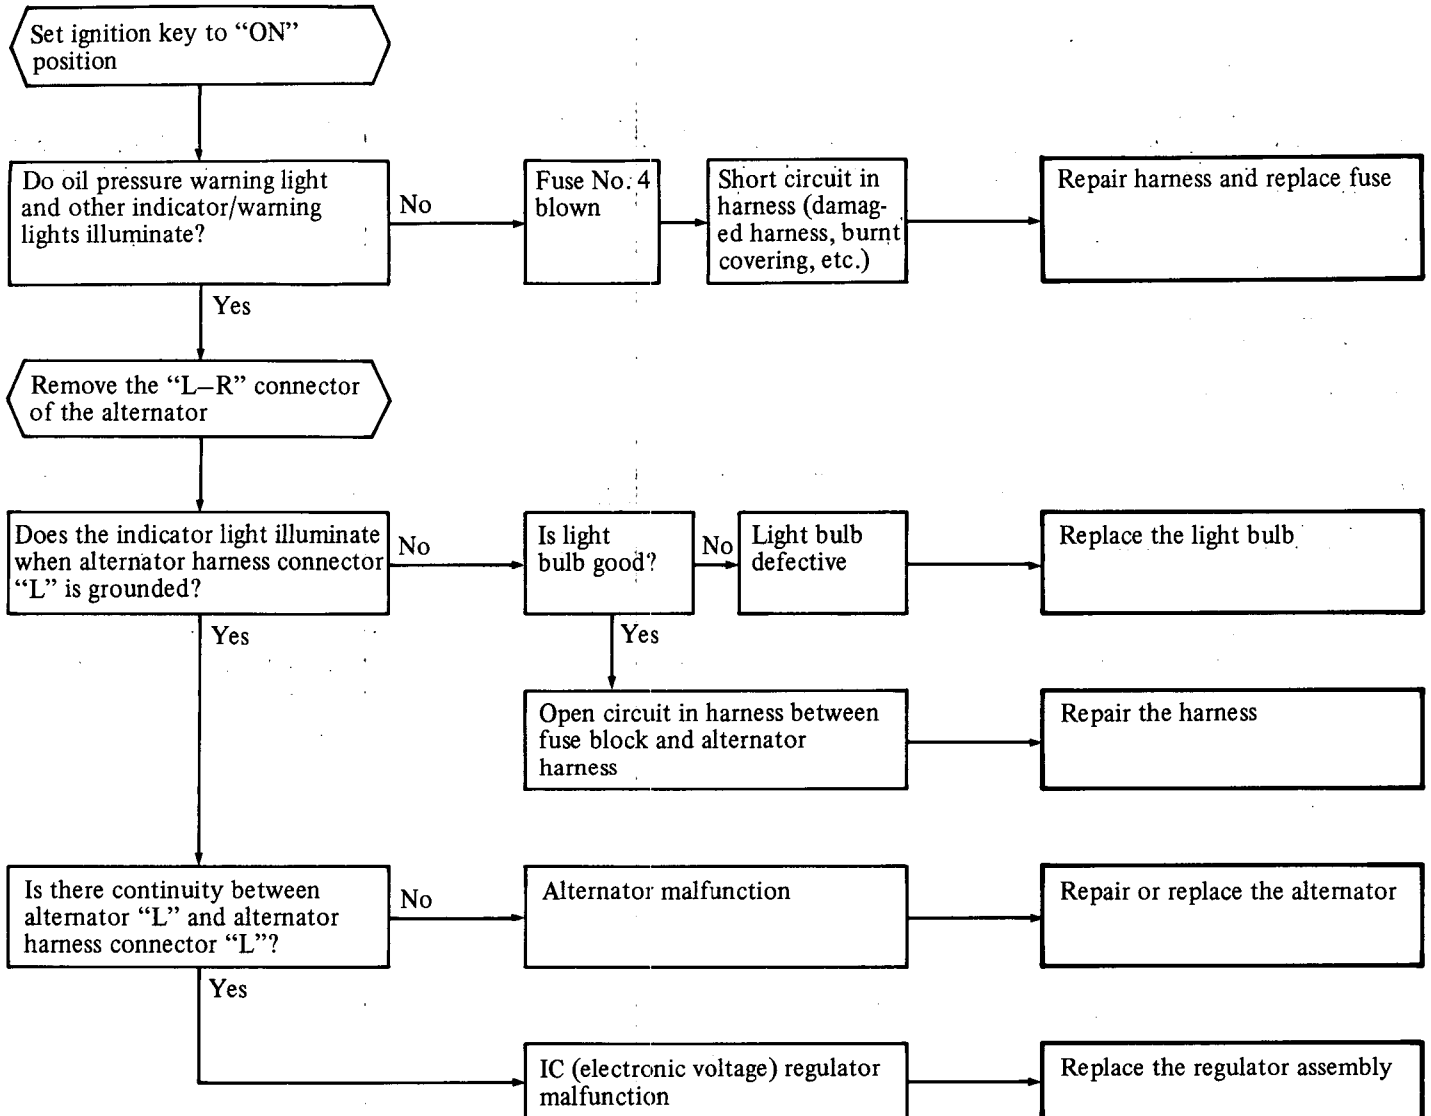 Set ignition key to “ON”
position
Do oil pressure warning light
and other indicator/warning
lights illuminate?
No
Fuse No. 4
blown
Short circuit in
harness (damag-
ed harness, burnt
covering, etc.)
Repair harness and replace fuse
Yes
Remove the “L–R” connector
of the alternator
Does the indicator light illuminate
when alternator harness connector
“L” is grounded?
No
Is light
bulb good?
No
Light bulb
defective
Replace the light bulb
Yes
Yes
Open circuit in harness between
fuse block and alternator
harness
Repair the harness
Is there continuity between
alternator “L” and alternator
harness connector “L”?
No
Alternator malfunction
Repair or replace the alternator
Yes
IC (electronic voltage) regulator
malfunction
Replace the regulator assembly